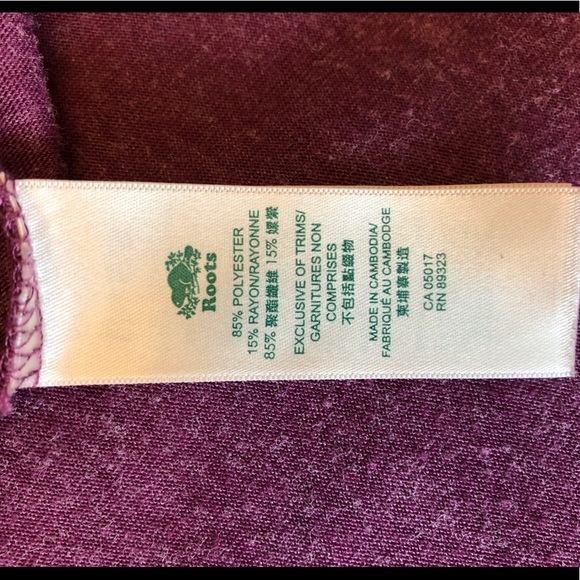 Roots
85% POLYESTER
15% RAYON/RAYONNE
85% 聚酯纖維 15% 嫘縈
EXCLUSIVE OF TRIMS/
GARNITURES NON
COMPRISES
不包括點綴物
MADE IN CAMBODIA/
FABRIQUÉ AU CAMBODGE
柬埔寨製造
CA 05017
RN 89323